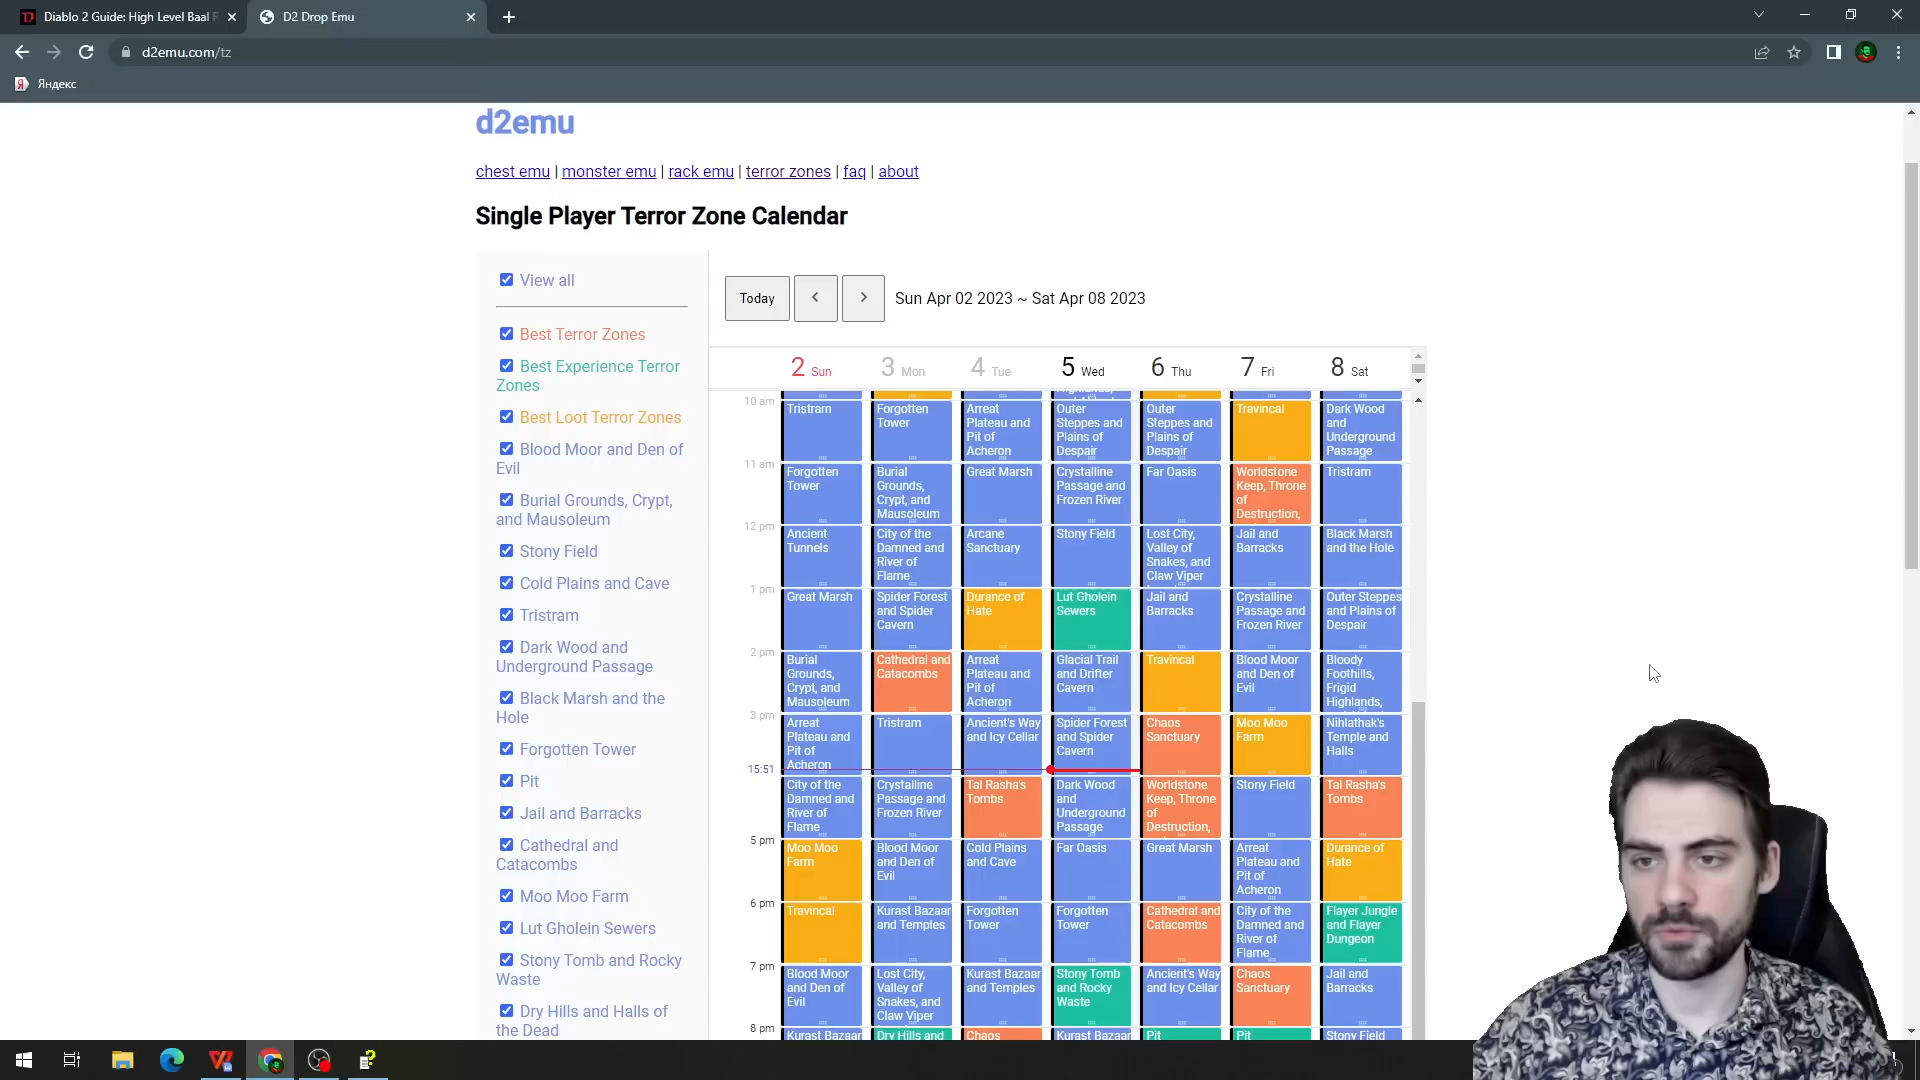 Diablo 2 Guide: High Level Baal R
D2 Drop Emu
d2emu.com/tz
Яндекс
d2emu
chest emu | monster emu | rack emu | terror zones | faq | about
Single Player Terror Zone Calendar
View all
Best Terror Zones
Best Experience Terror
Zones
Best Loot Terror Zones
Blood Moor and Den of
Evil
Burial Grounds, Crypt,
and Mausoleum
Stony Field
Cold Plains and Cave
Tristram
Dark Wood and
Underground Passage
Black Marsh and the
Hole
Forgotten Tower
Pit
Jail and Barracks
Cathedral and
Catacombs
Moo Moo Farm
Lut Gholein Sewers
Stony Tomb and Rocky
Waste
Dry Hills and Halls of
the Dead
Today < > Sun Apr 02 2023 ~ Sat Apr 08 2023
2 Sun 3 Mon 4 Tue 5 Wed 6 Thu 7 Fri 8 Sat
10 am
Tristram
Forgotten
Tower
Arreat
Plateau and
Pit of
Acheron
Outer
Steppes and
Plains of
Despair
Outer
Steppes and
Plains of
Despair
Travincal
Dark Wood
and
Underground
Passage
11 am
Forgotten
Tower
Burial
Grounds,
Crypt, and
Mausoleum
Great Marsh
Crystalline
Passage and
Frozen River
Far Oasis
Worldstone
Keep, Throne
of
Destruction,
Tristram
12 pm
Ancient
Tunnels
City of the
Damned and
River of
Flame
Arcane
Sanctuary
Stony Field
Lost City,
Valley of
Snakes, and
Claw Viper
Jail and
Barracks
Black Marsh
and the Hole
1 pm
Great Marsh
Spider Forest
and Spider
Cavern
Durance of
Hate
Lut Gholein
Sewers
Jail and
Barracks
Crystalline
Passage and
Frozen River
Outer Steppes
and Plains of
Despair
2 pm
Burial
Grounds,
Crypt, and
Mausoleum
Cathedral and
Catacombs
Arreat
Plateau and
Pit of
Acheron
Glacial Trail
and Drifter
Cavern
Travincal
Blood Moor
and Den of
Evil
Bloody
Foothills,
Frigid
Highlands,
3 pm
Arreat
Plateau and
Pit of
Acheron
Tristram
Ancient's Way
and Icy Cellar
Spider Forest
and Spider
Cavern
Chaos
Sanctuary
Moo Moo
Farm
Nihlathak's
Temple and
Halls
15:51
City of the
Damned and
River of
Flame
Crystalline
Passage and
Frozen River
Tal Rasha's
Tombs
Dark Wood
and
Underground
Passage
Worldstone
Keep, Throne
of
Destruction,
Stony Field
Tal Rasha's
Tombs
5 pm
Moo Moo
Farm
Blood Moor
and Den of
Evil
Cold Plains
and Cave
Far Oasis
Great Marsh
Arreat
Plateau and
Pit of
Acheron
Durance of
Hate
6 pm
Travincal
Kurast Bazaar
and Temples
Forgotten
Tower
Forgotten
Tower
Cathedral and
Catacombs
City of the
Damned and
River of
Flame
Flayer Jungle
and Flayer
Dungeon
7 pm
Blood Moor
and Den of
Evil
Lost City,
Valley of
Snakes, and
Claw Viper
Kurast Bazaar
and Temples
Stony Tomb
and Rocky
Waste
Ancient's Way
and Icy Cellar
Chaos
Sanctuary
Jail and
Barracks
8 pm
Kurast Bazaar
Dry Hills and
Chaos
Kurast Bazaar
Pit
Pit
Stony Field